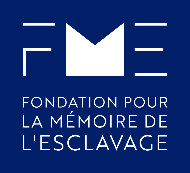 FME
FONDATION POUR
LA MÉMOIRE DE
L'ESCLAVAGE